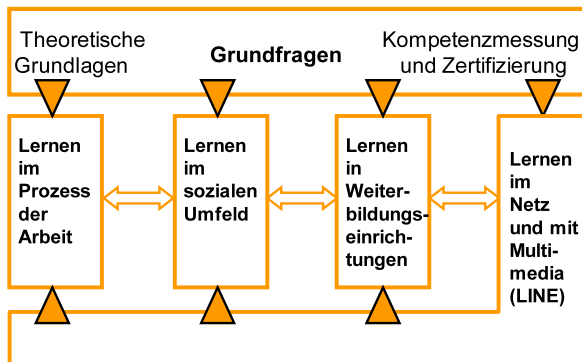 Theoretische
Grundlagen
Grundfragen
Kompetenzmessung
und Zertifizierung
Lernen
im
Prozess
der
Arbeit
Lernen
im
sozialen
Umfeld
Lernen
in
Weiter-
bildungs-
einrich-
tungen
Lernen
im
Netz
und mit
Multi-
media
(LINE)